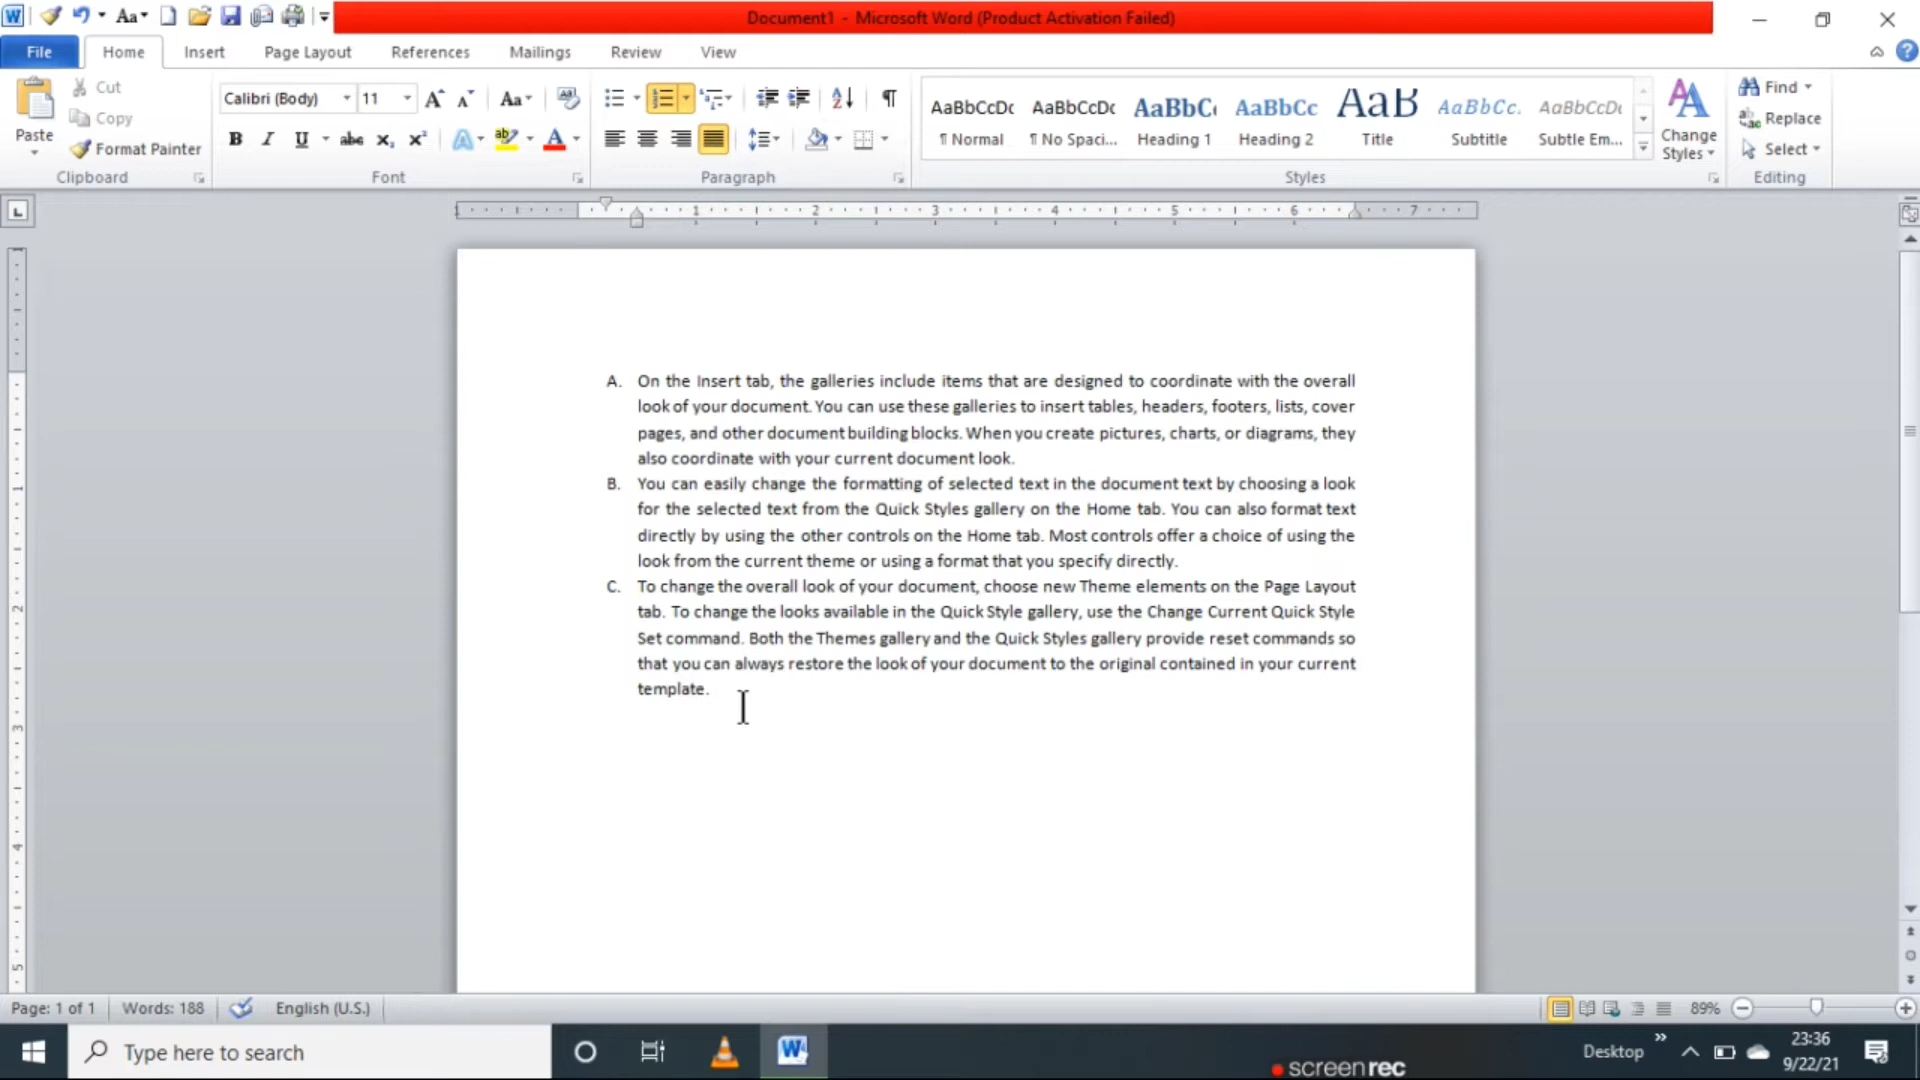 Document1 - Microsoft Word (Product Activation Failed)
File Home Insert Page Layout References Mailings Review View
Paste
Cut
Copy
Format Painter
Clipboard
Calibri (Body) 11
Font
Paragraph
AaBbCcDc AaBbCcDc AaBbC AaBbCc AaB AaBbCc. AaBbCcD
¶ Normal ¶ No Spaci... Heading 1 Heading 2 Title Subtitle Subtle Em...
Styles
Change
Styles
Find
Replace
Select
Editing
1 1 2 3 4 5 6 7
A. On the Insert tab, the galleries include items that are designed to coordinate with the overall
look of your document. You can use these galleries to insert tables, headers, footers, lists, cover
pages, and other document building blocks. When you create pictures, charts, or diagrams, they
also coordinate with your current document look.
B. You can easily change the formatting of selected text in the document text by choosing a look
for the selected text from the Quick Styles gallery on the Home tab. You can also format text
directly by using the other controls on the Home tab. Most controls offer a choice of using the
look from the current theme or using a format that you specify directly.
C. To change the overall look of your document, choose new Theme elements on the Page Layout
tab. To change the looks available in the Quick Style gallery, use the Change Current Quick Style
Set command. Both the Themes gallery and the Quick Styles gallery provide reset commands so
that you can always restore the look of your document to the original contained in your current
template.
Page: 1 of 1 Words: 188 English (U.S.) 89%
Type here to search
screenrec
Desktop
23:36
9/22/21